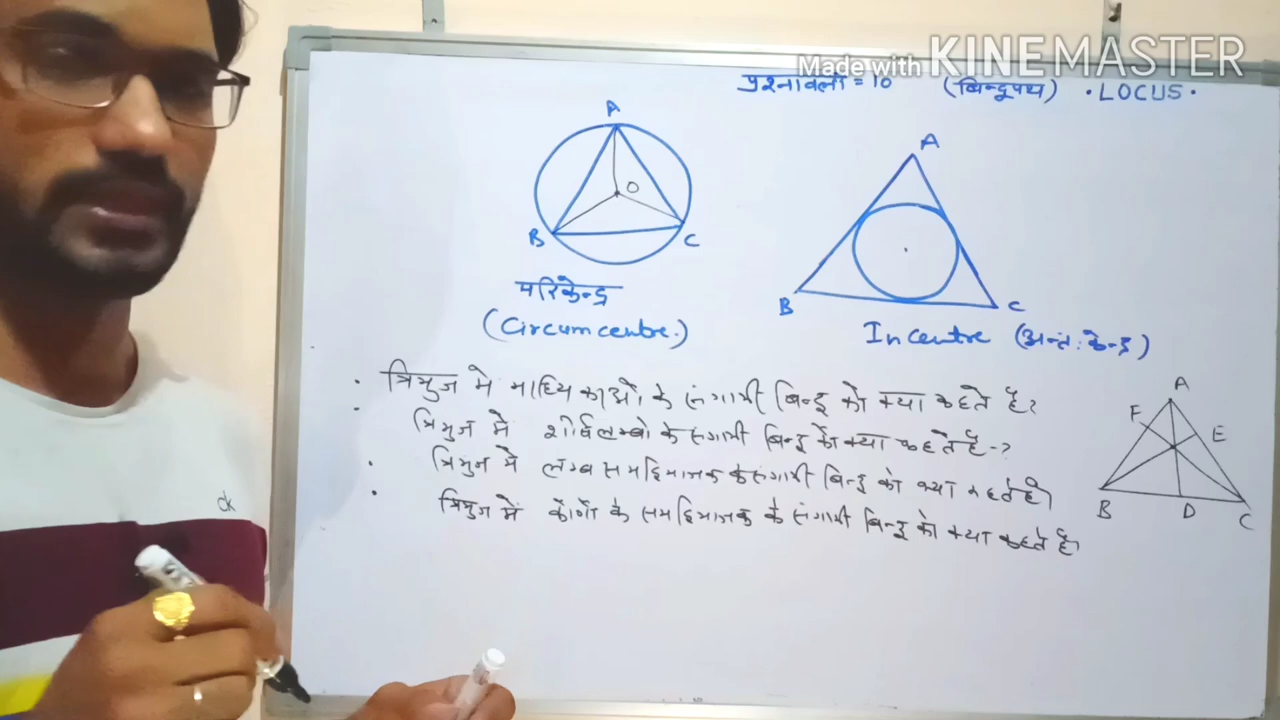 Made with KINEMASTER
प्रश्नावली = 10 (बिन्दुपथ) • LOCUS •
A
O
B C
परिकेन्द्र
(Circumcentre.)
A
B C
Incentre (अन्तः केन्द्र)
• त्रिभुज मे माध्यिकाओं के संगामी बिन्दु को क्या कहते है?
• त्रिभुज मे शीर्षलम्बो के संगामी बिन्दु को क्या कहते है-?
• त्रिभुज मे लम्ब समद्विभाजक के संगामी बिन्दु को क्या कहते है।
• त्रिभुज मे कोणों के समद्विभाजक के संगामी बिन्दु को क्या कहते है।
A
F E
B D C
dk